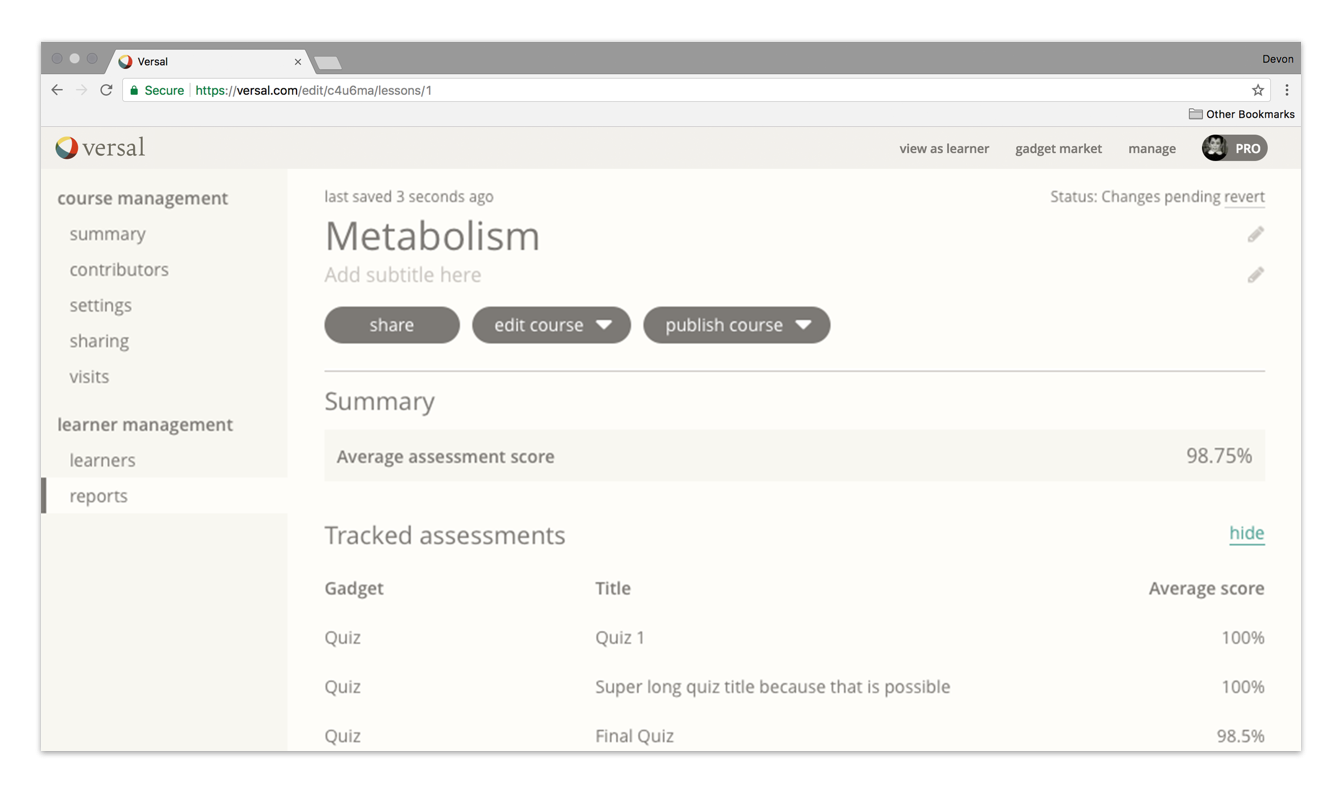 Versal
Devon
Secure https://versal.com/edit/c4u6ma/lessons/1
Other Bookmarks
versal
view as learner gadget market manage PRO
course management
summary
contributors
settings
sharing
visits
learner management
learners
reports
last saved 3 seconds ago
Status: Changes pending revert
Metabolism
Add subtitle here
share edit course publish course
Summary
Average assessment score 98.75%
Tracked assessments hide
Gadget Title Average score
Quiz Quiz 1 100%
Quiz Super long quiz title because that is possible 100%
Quiz Final Quiz 98.5%